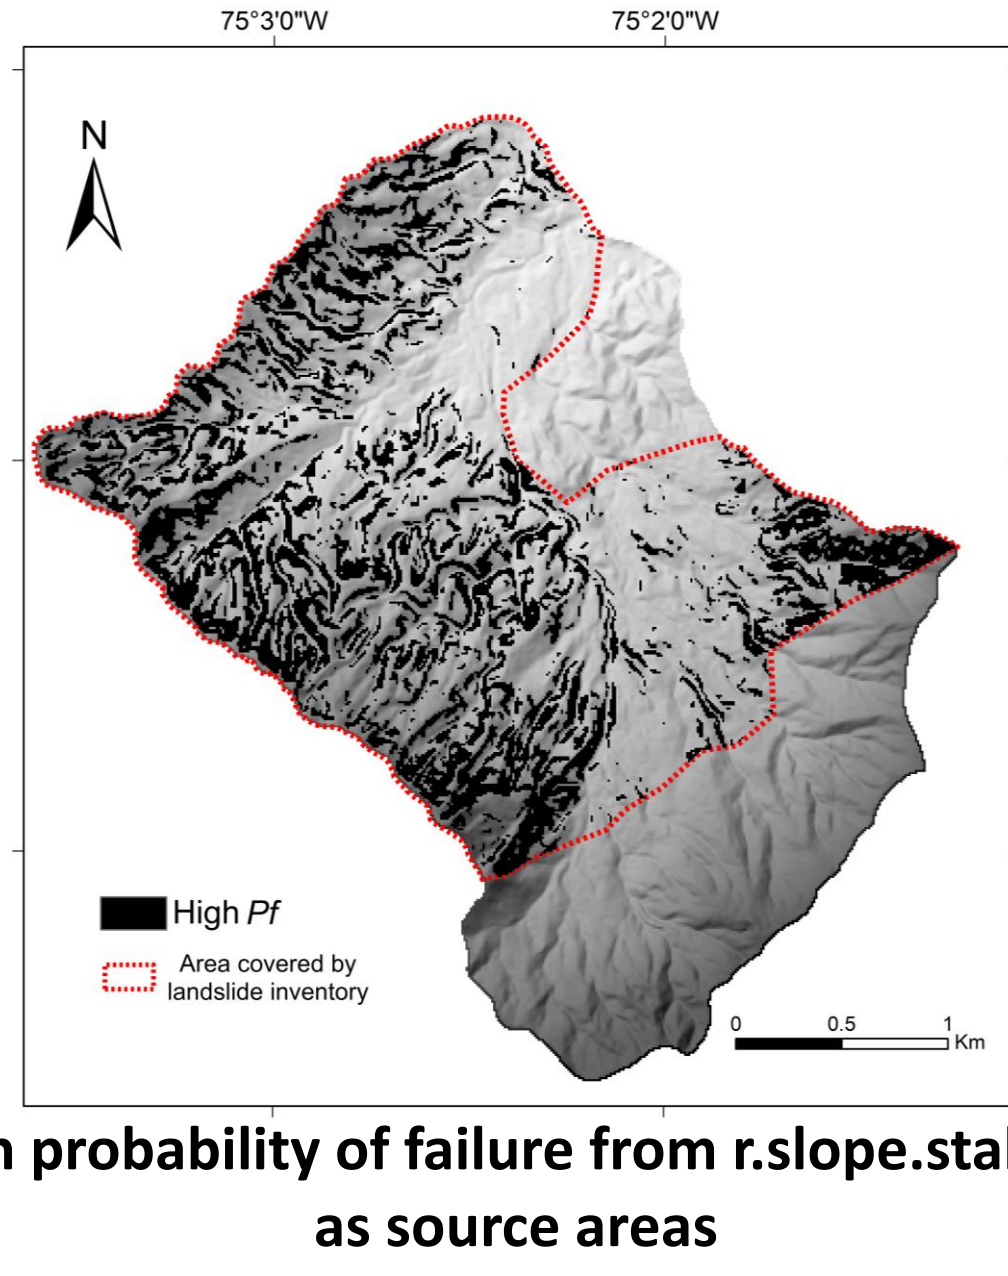 75°3'0"W 75°2'0"W
N
High Pf
Area covered by
landslide inventory
0 0.5 1
Km
probability of failure from r.slope.stal
as source areas